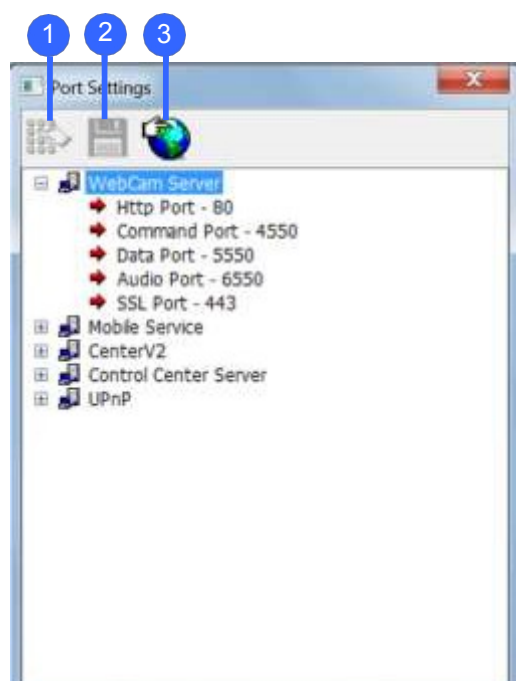 1 2 3
Port Settings
WebCam Server
Http Port - 80
Command Port - 4550
Data Port - 5550
Audio Port - 6550
SSL Port - 443
Mobile Service
CenterV2
Control Center Server
UPnP